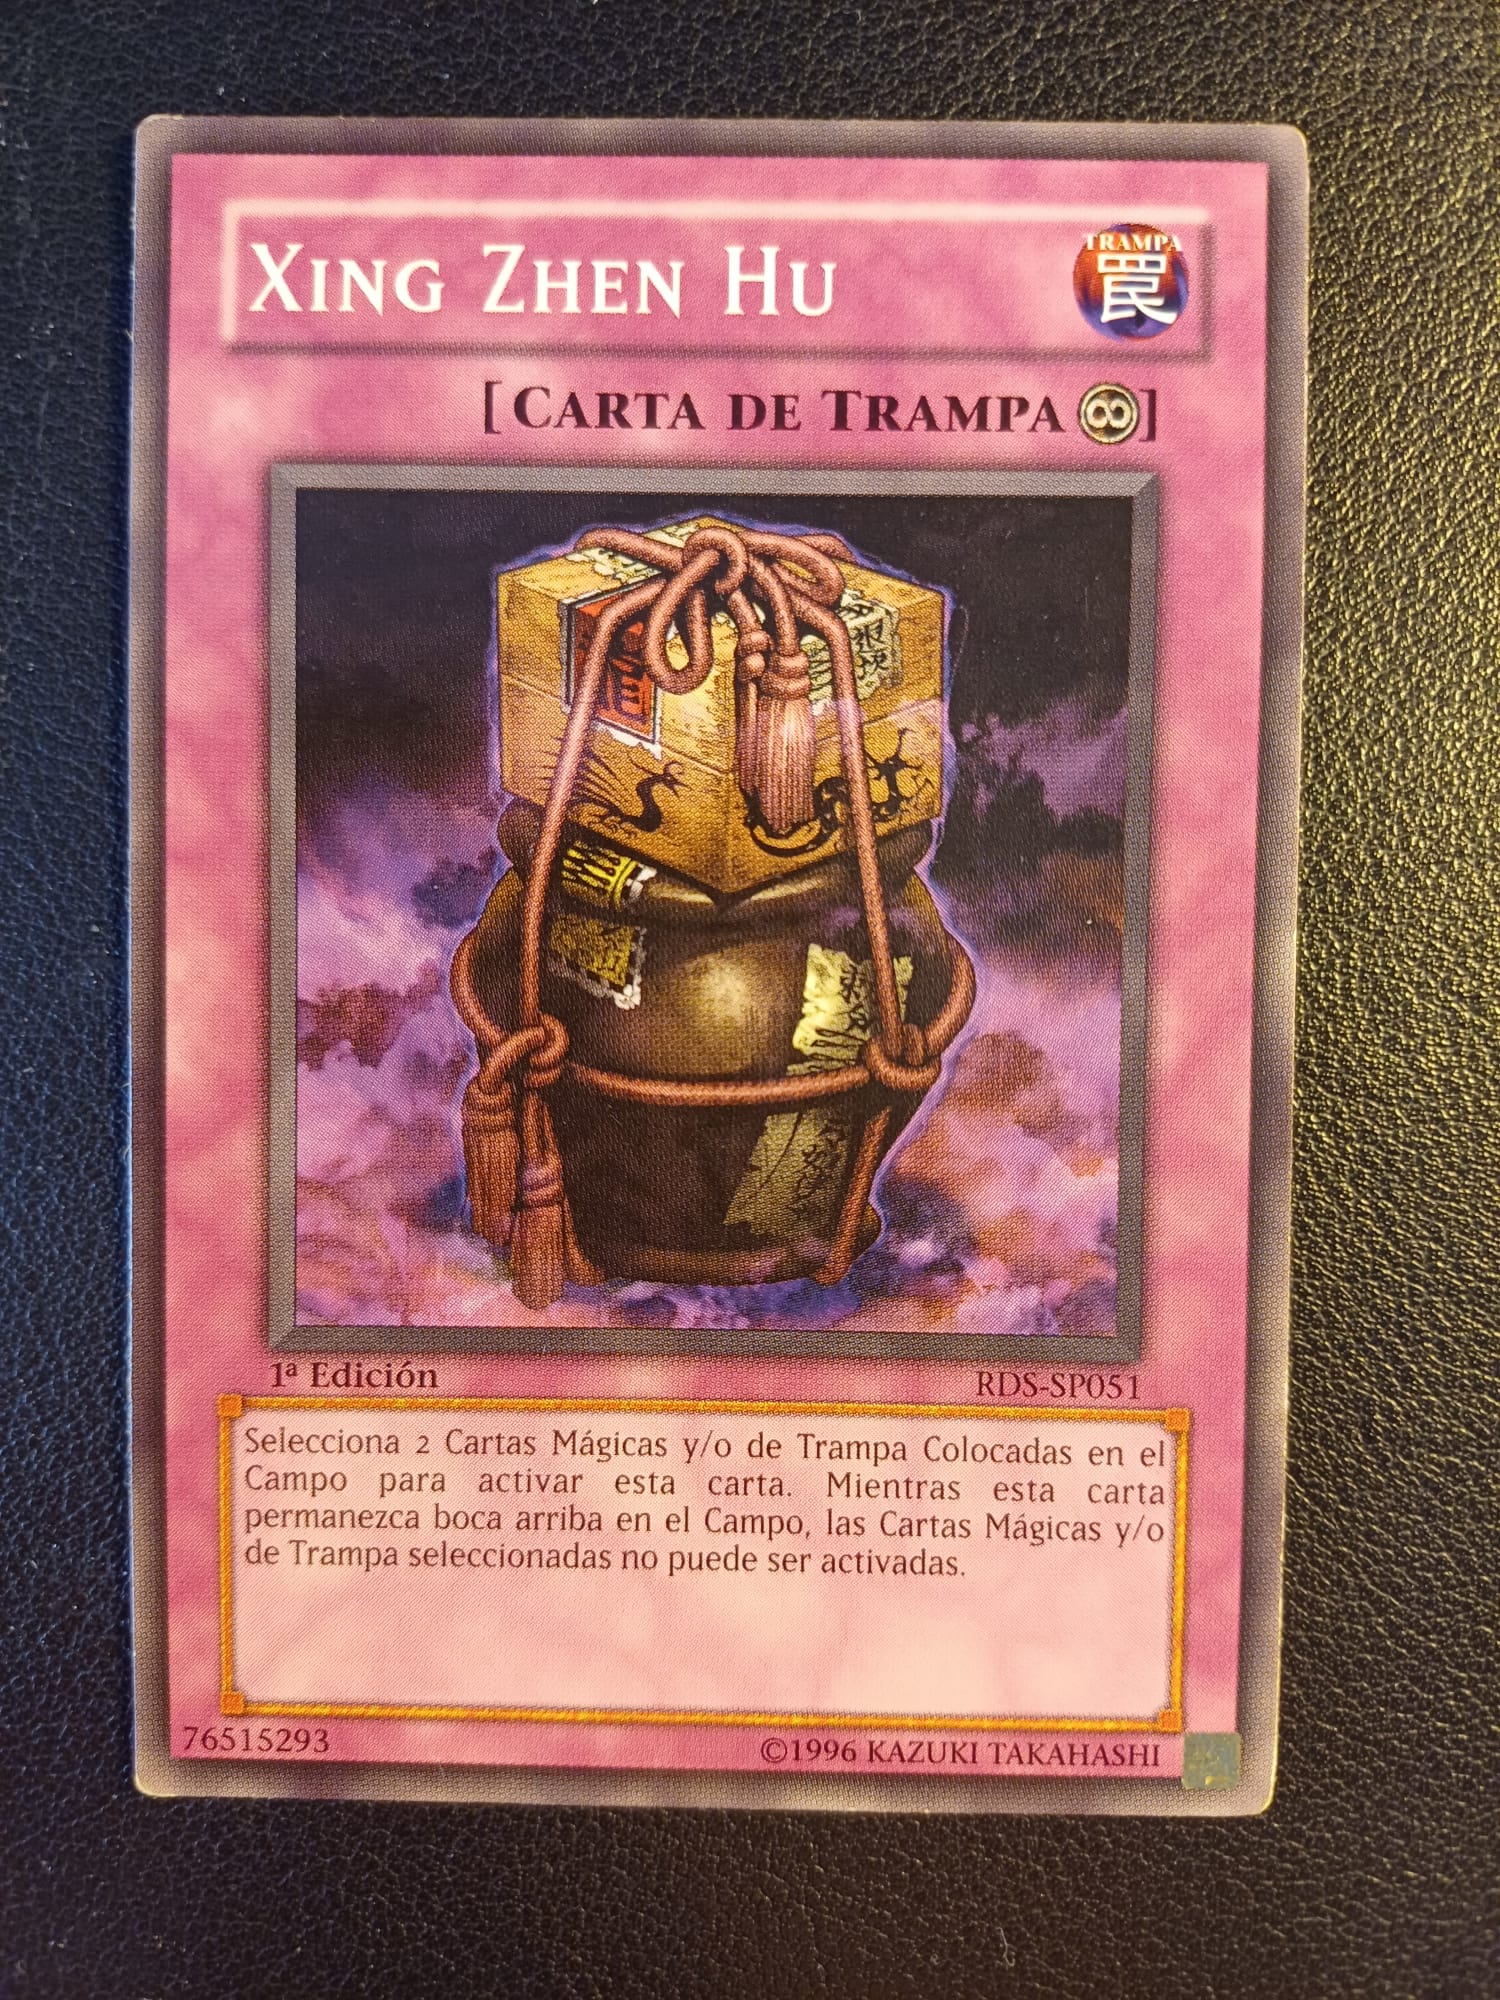 XING ZHEN HU
TRAMPA
罠
[CARTA DE TRAMPA ∞]
1ª Edición
RDS-SP051
Selecciona 2 Cartas Mágicas y/o de Trampa Colocadas en el
Campo para activar esta carta. Mientras esta carta
permanezca boca arriba en el Campo, las Cartas Mágicas y/o
de Trampa seleccionadas no puede ser activadas.
76515293
©1996 KAZUKI TAKAHASHI